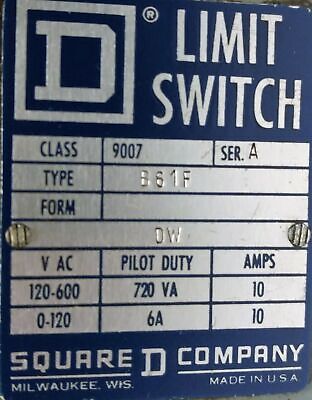 D ® LIMIT
SWITCH
CLASS 9007 SER. A
TYPE B61F
FORM
DW
V AC PILOT DUTY AMPS
120-600 720 VA 10
0-120 6A 10
SQUARE D COMPANY
MILWAUKEE, WIS. MADE IN U.S.A.